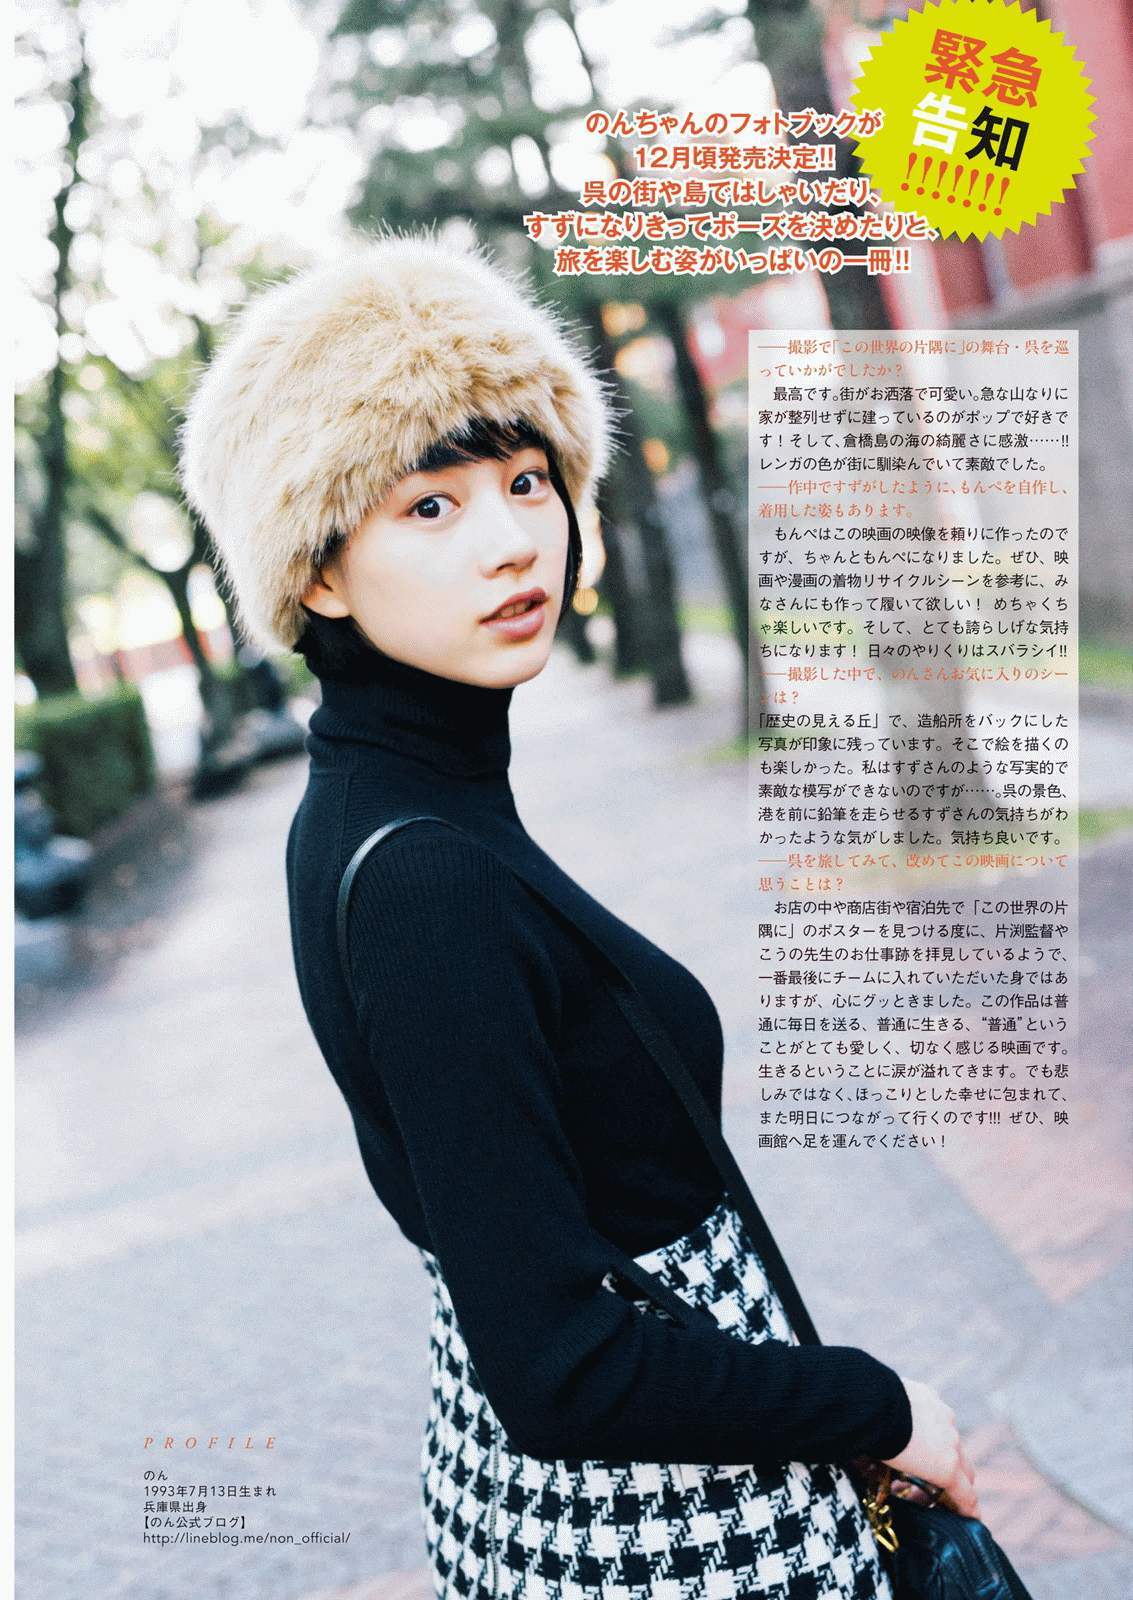 緊急
告知
!!!!!!!
のんちゃんのフォトブックが
12月頃発売決定!!
呉の街や島ではしゃいだり、
すずになりきってポーズを決めたりと、
旅を楽しむ姿がいっぱいの一冊!!
——撮影で「この世界の片隅に」の舞台・呉を巡
っていかがでしたか？
　最高です。街がお洒落で可愛い。急な山なりに
家が整列せずに建っているのがポップで好きで
す！そして、倉橋島の海の綺麗さに感激……!!
レンガの色が街に馴染んでいて素敵でした。
——作中ですずがしたように、もんぺを自作し、
着用した姿もあります。
　もんぺはこの映画の映像を頼りに作ったので
すが、ちゃんともんぺになりました。ぜひ、映
画や漫画の着物リサイクルシーンを参考に、み
なさんにも作って履いて欲しい！ めちゃくち
ゃ楽しいです。そして、とても誇らしげな気持
ちになります！ 日々のやりくりはスバラシイ!!
——撮影した中で、のんさんお気に入りのシー
ンは？
「歴史の見える丘」で、造船所をバックにした
写真が印象に残っています。そこで絵を描くの
も楽しかった。私はすずさんのような写実的で
素敵な模写ができないのですが……。呉の景色、
港を前に鉛筆を走らせるすずさんの気持ちがわ
かったような気がしました。気持ち良いです。
——呉を旅してみて、改めてこの映画について
思うことは？
　お店の中や商店街や宿泊先で「この世界の片
隅に」のポスターを見つける度に、片渕監督や
こうの先生のお仕事跡を拝見しているようで、
一番最後にチームに入れていただいた身ではあ
りますが、心にグッときました。この作品は普
通に毎日を送る、普通に生きる、“普通”という
ことがとても愛しく、切なく感じる映画です。
生きるということに涙が溢れてきます。でも悲
しみではなく、ほっこりとした幸せに包まれて、
また明日につながって行くのです!!! ぜひ、映
画館へ足を運んでください！
PROFILE
のん
1993年7月13日生まれ
兵庫県出身
【のん公式ブログ】
http://lineblog.me/non_official/